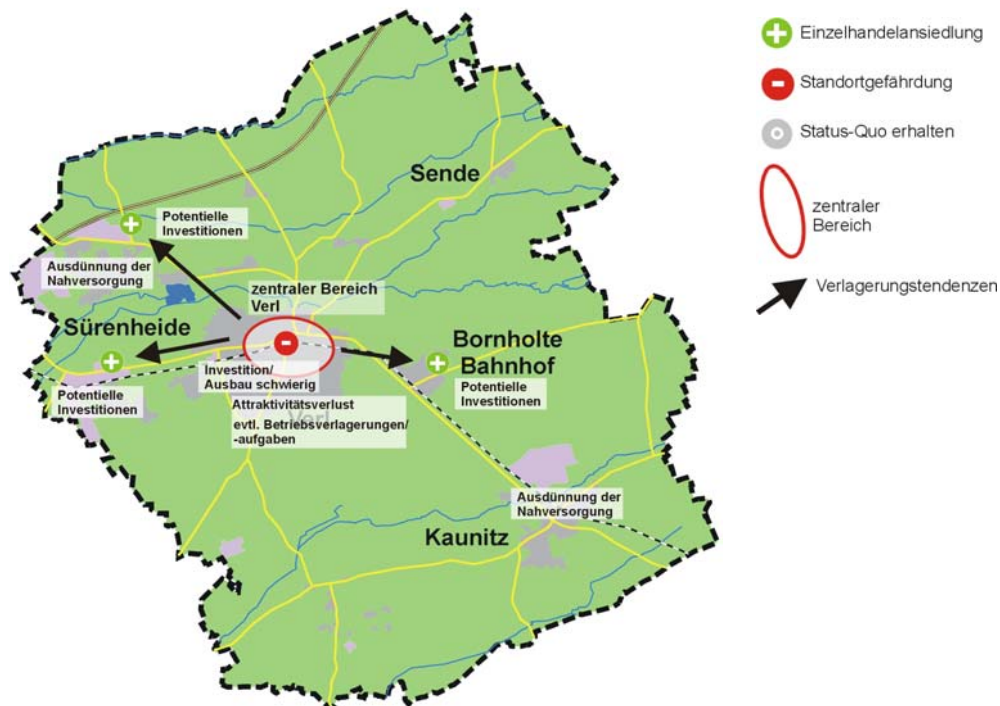 Einzelhandelansiedlung
Standortgefährdung
Status-Quo erhalten
zentraler
Bereich
Verlagerungstendenzen
Sende
Potentielle
Investitionen
Ausdünnung der
Nahversorgung
zentraler Bereich
Verl
Sürenheide
Bornholte
Bahnhof
Potentielle
Investitionen
Investition/
Ausbau schwierig
Potentielle
Investitionen
Attraktivitätsverlust
Verl
evtl. Betriebsverlagerungen/
-aufgaben
Ausdünnung der
Nahversorgung
Kaunitz